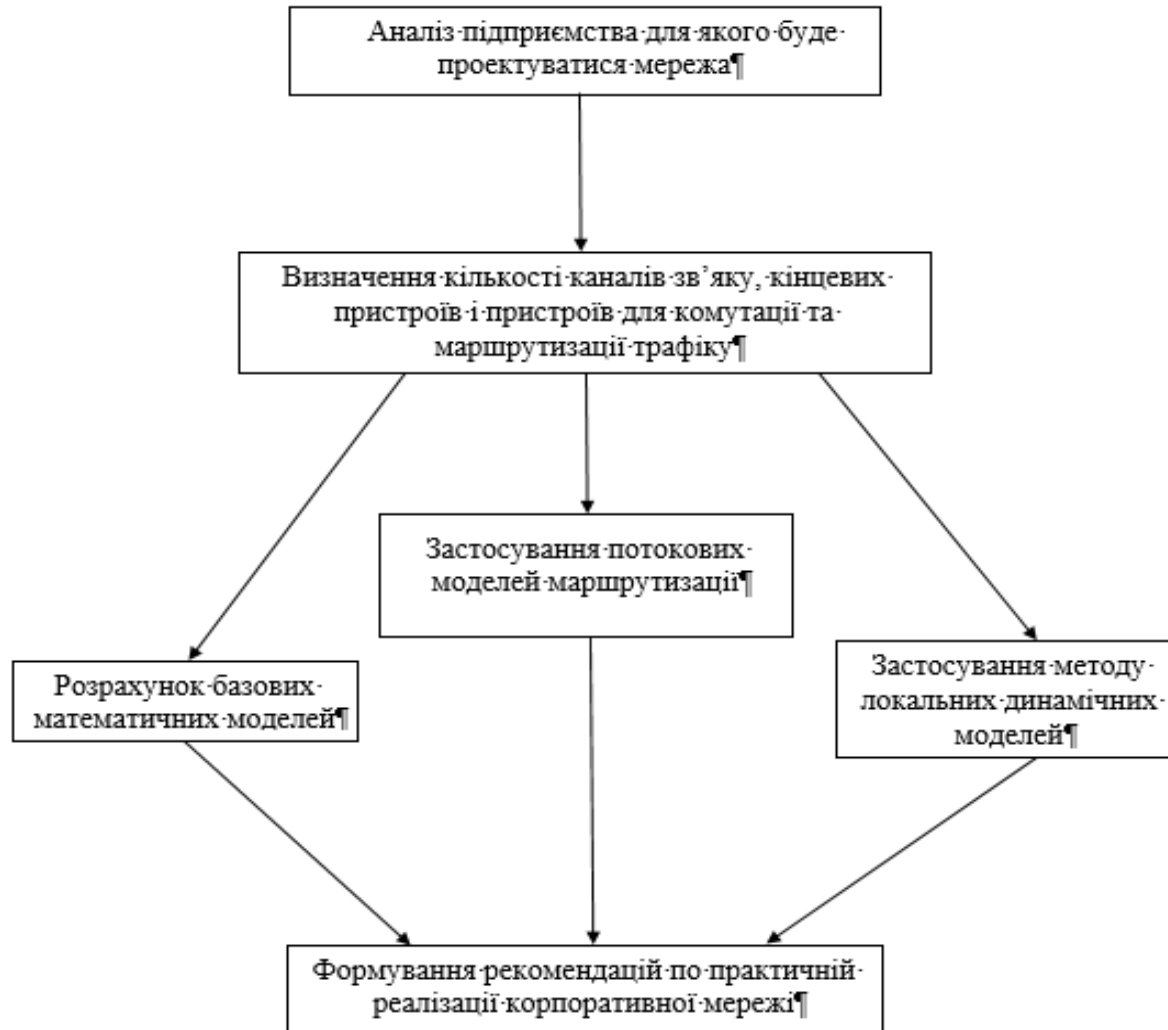 Аналіз·підприємства·для·якого·буде·
проектуватися·мережа¶
Визначення·кількості·каналів·зв’язку,·кінцевих·
пристроїв·і·пристроїв·для·комутації·та·
маршрутизації·трафіку¶
Застосування·потокових·
моделей·маршрутизації¶
Розрахунок·базових·
математичних·моделей¶
Застосування·методу·
локальних·динамічних·
моделей¶
Формування·рекомендацій·по·практичній·
реалізації·корпоративної·мережі¶